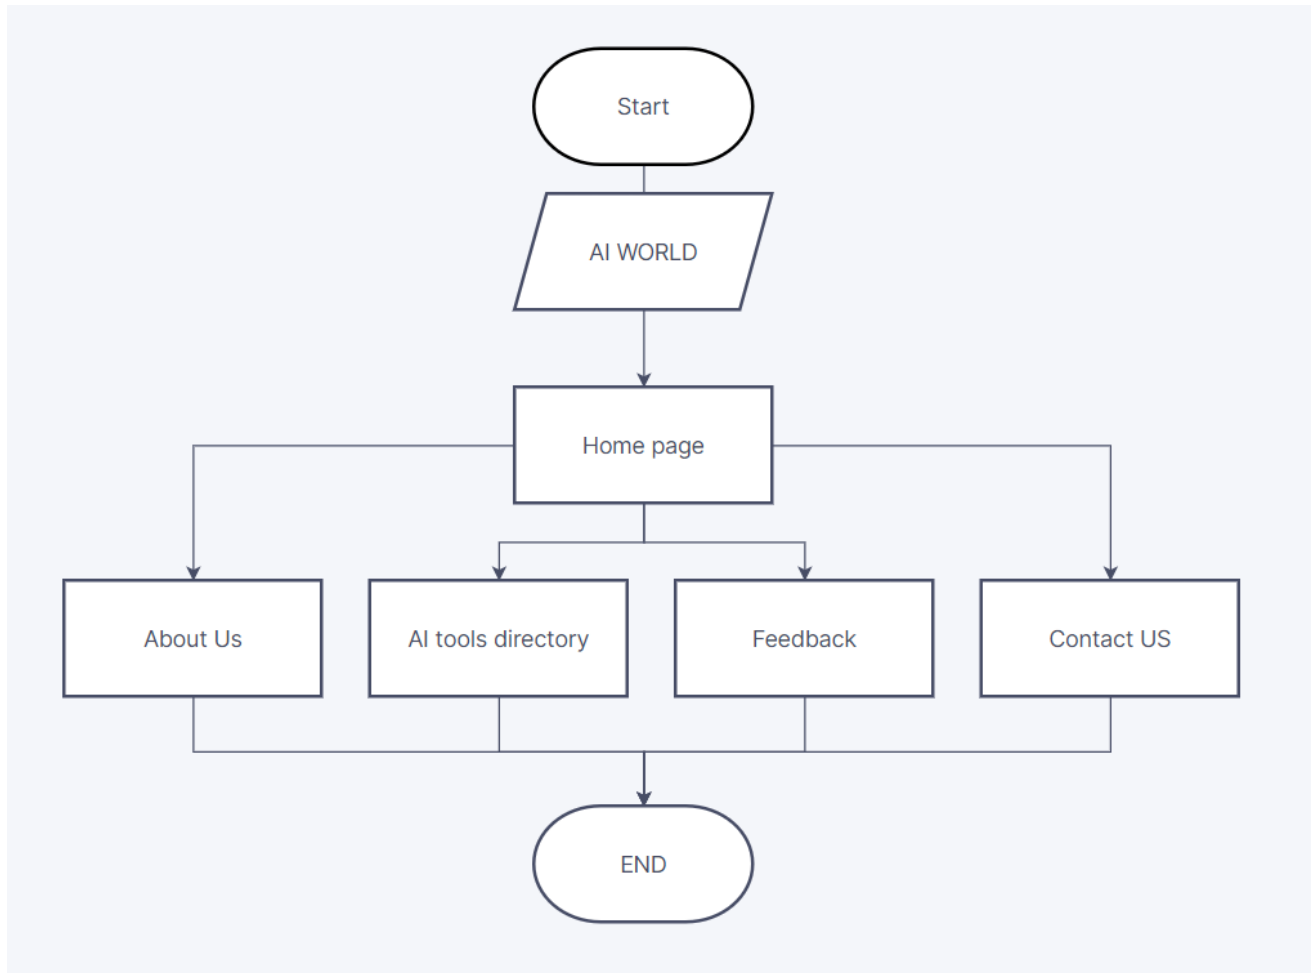 Start
AI WORLD
Home page
About Us
AI tools directory
Feedback
Contact US
END